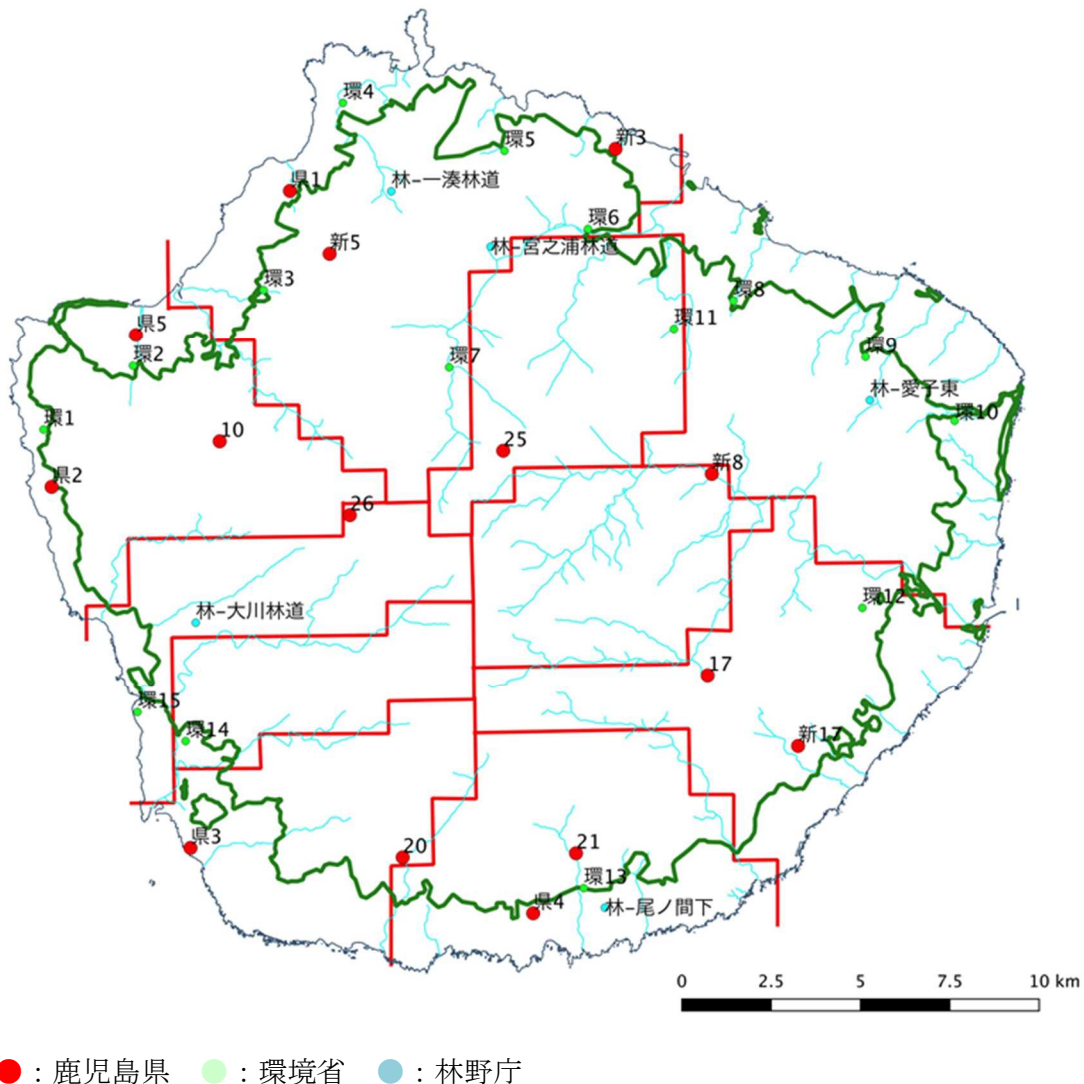 環4
環5
新3
県1
林−一湊林道
環6
新5
林−宮之浦林道
環3
環8
県5
環11
環2
環7
環9
林−愛子東
環1
環10
10
25
県2
新8
26
環12
林−大川林道
17
環15
環14
新17
県3
20
21
環13
県4
林−尾ノ間下
0 2.5 5 7.5 10 km
：鹿児島県 ：環境省 ：林野庁